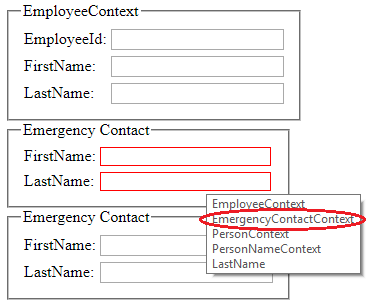 EmployeeContext
EmployeeId:
FirstName:
LastName:
Emergency Contact
FirstName:
LastName:
EmployeeContext
EmergencyContactContext
PersonContext
PersonNameContext
LastName
Emergency Contact
FirstName:
LastName: